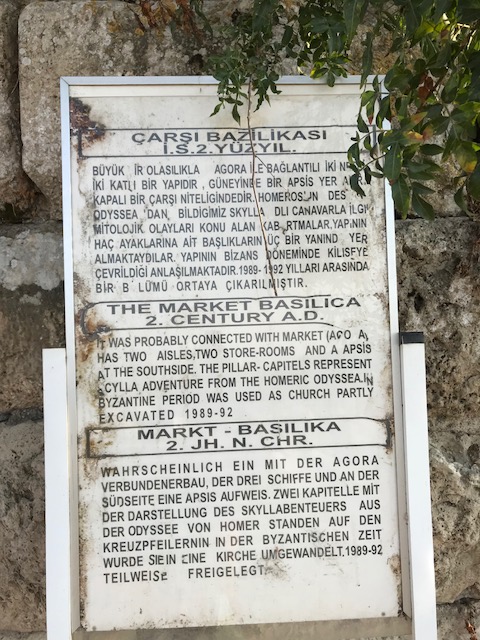 ÇARŞI BAZİLİKASI
İ.S.2.YÜZYIL.
BÜYÜK İR OLASILIKLA AGORA İLE BAĞLANTILI İKİ
İKİ KATLI BİR YAPIDIR , GÜNEYİNDE BİR APSİS YER
KAPALI BİR ÇARŞI NİTELİGİNDEDİR. DES
ODYSSEA 'DAN, BİLDİGİMİZ SKYLLA DLI CANAVARLA İLGİ
MİTOLOJİK OLAYLARI KONU ALAN KAB RTMALAR,YAPININ
HAÇ AYAKLARINA AİT BAŞLIKLARIN ÜÇ BİR YANIND YER
ALMAKTAYDILAR. YAPININ BİZANS DÖNEMİNDE KİLİSEYE
ÇEVRİLDİĞİ ANLAŞILMAKTADIR.1989-1992 YILLARI ARASINDA
BİR B LÜMÜ ORTAYA ÇIKARILMIŞTIR.
THE MARKET BASILICA
2. CENTURY A.D.
IT WAS PROBABLY CONNECTED WITH MARKET (AGO A)
HAS TWO AISLES,TWO STORE-ROOMS AND A APSIS
AT THE SOUTHSIDE. THE PILLAR- CAPITELS REPRESENT
SCYLLA ADVENTURE FROM THE HOMERIC ODYSSEA.IN
BYZANTINE PERIOD WAS USED AS CHURCH PARTLY
EXCAVATED 1989-92
MARKT - BASILIKA
2. JH. N. CHR.
WAHRSCHEINLICH EIN MIT DER AGORA
VERBUNDENERBAU, DER DREI SCHIFFE UND AN DER
SÜDSEITE EINE APSIS AUFWEIS. ZWEI KAPITELLE MIT
DER DARSTELLUNG DES SKYLLABENTEUERS AUS
DER ODYSSEE VON HOMER STANDEN AUF DEN
KREUZPFEILERNIN DER BYZANTISCHEN ZEIT
WURDE SIE IN EINE KIRCHE UMGEWANDELT.1989-92
TEILWEISE FREIGELEGT.